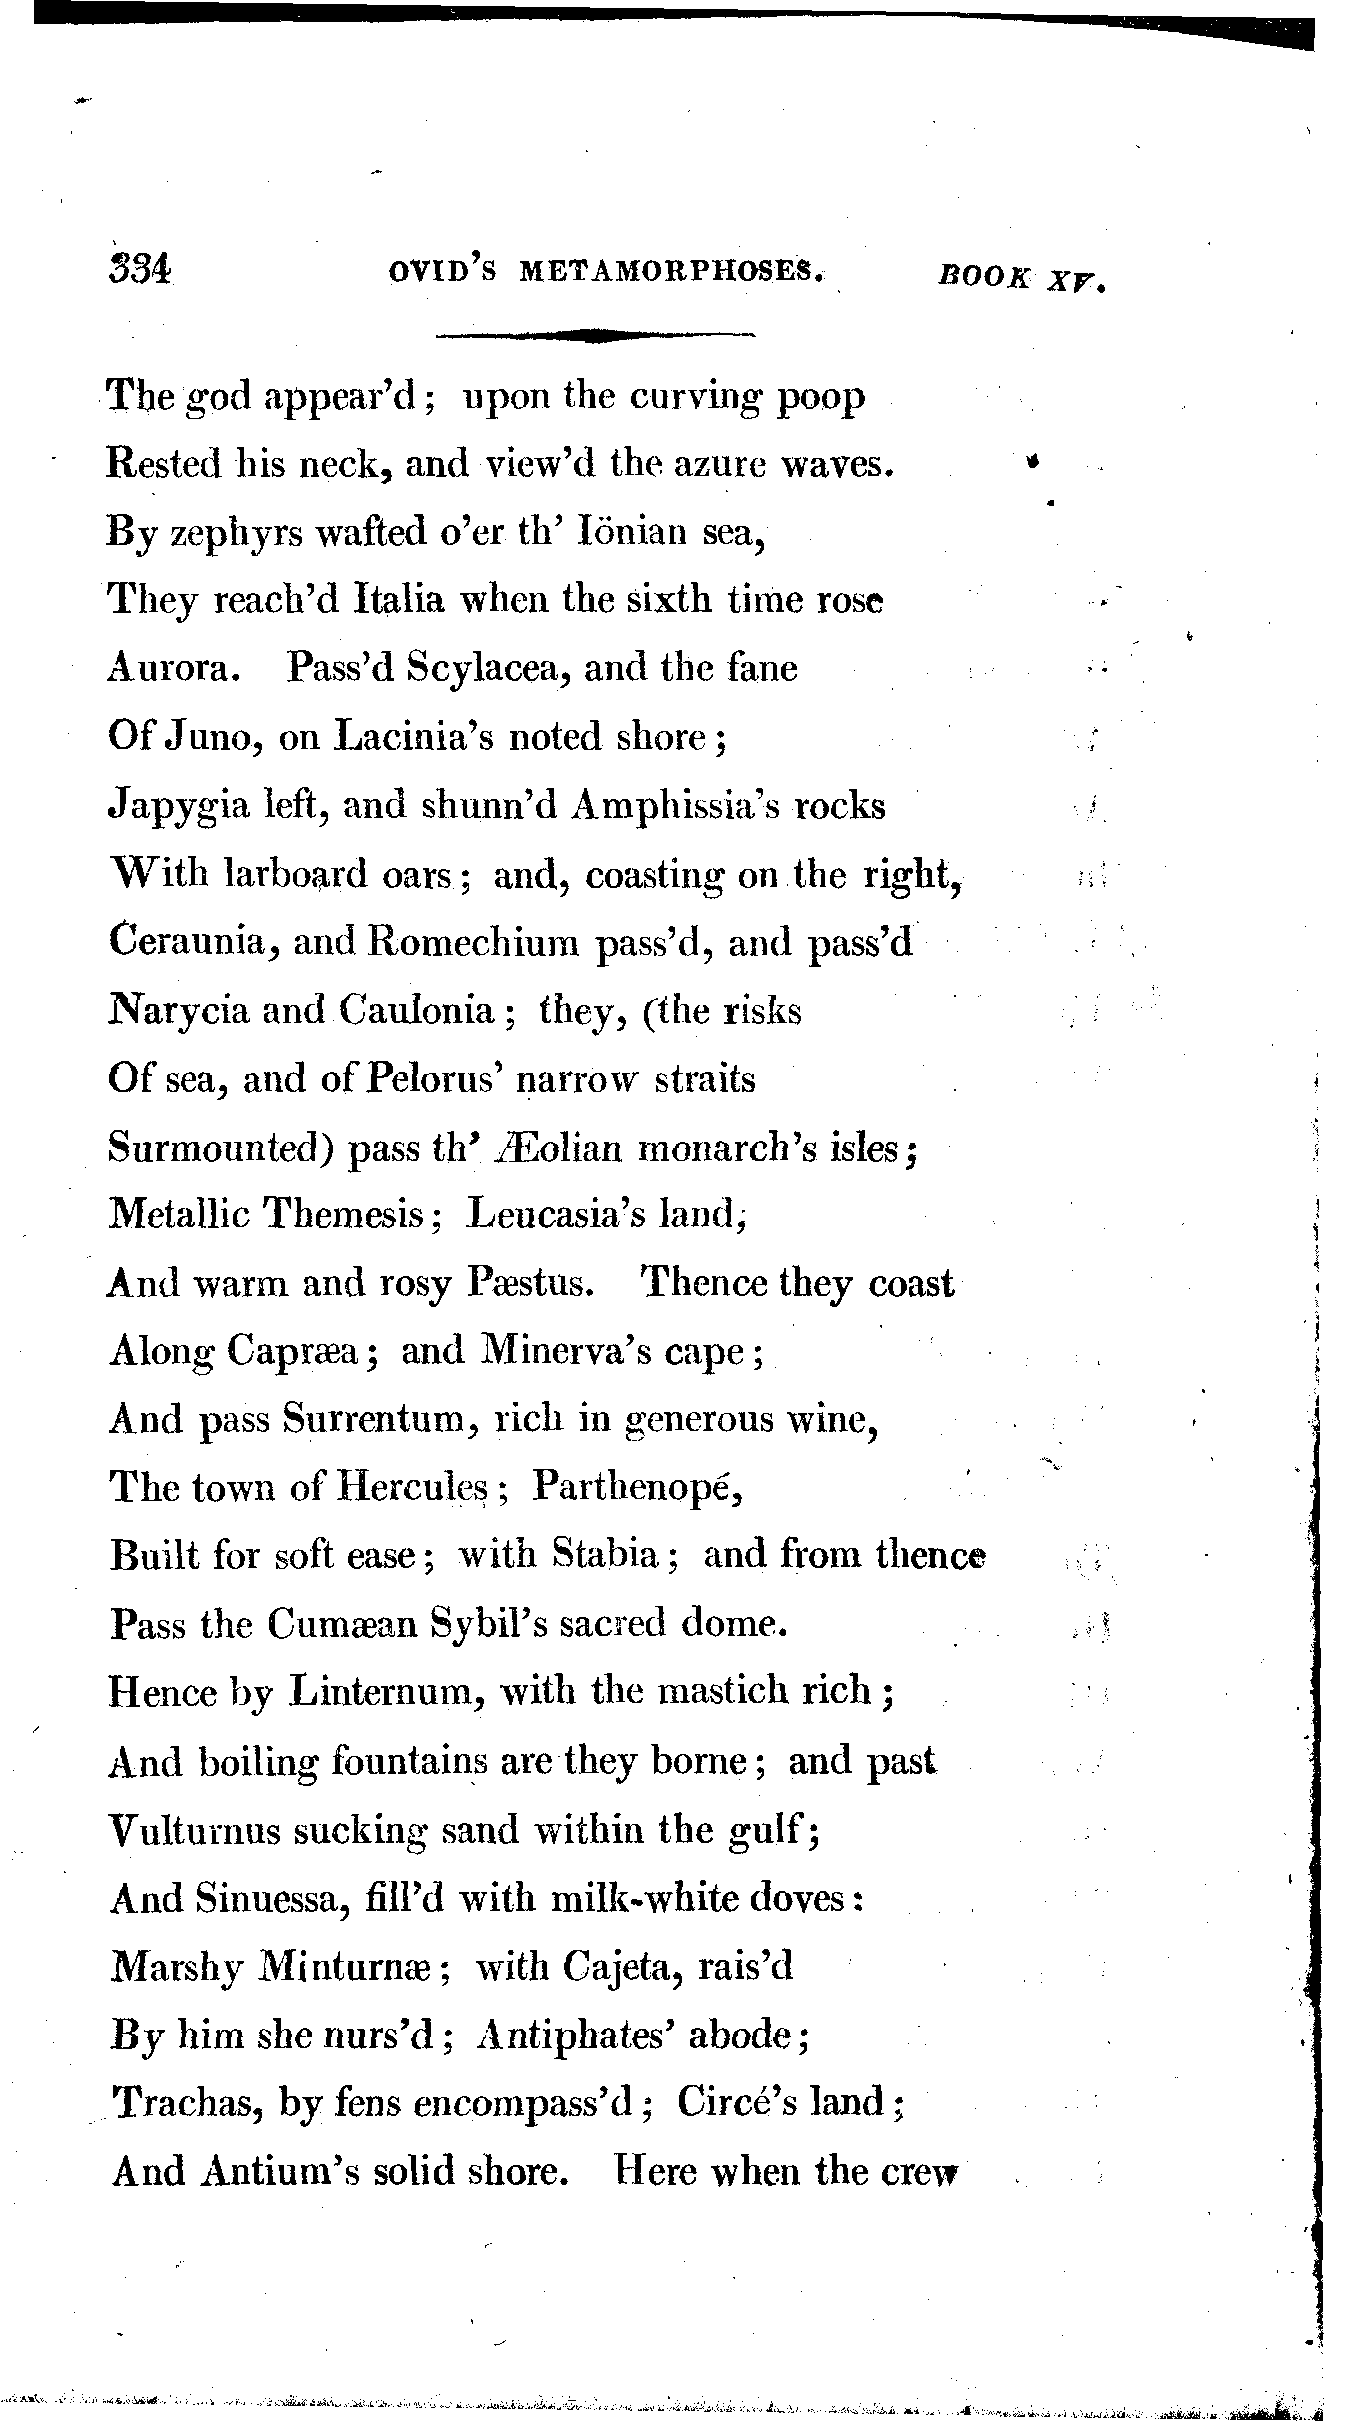 334 OVID'S METAMORPHOSES. BOOK XV.
The god appear'd; upon the curving poop
Rested his neck, and view'd the azure waves.
By zephyrs wafted o'er th' Iönian sea,
They reach'd Italia when the sixth time rose
Aurora. Pass'd Scylacea, and the fane
Of Juno, on Lacinia's noted shore;
Japygia left, and shunn'd Amphissia's rocks
With larboard oars; and, coasting on the right,
Ceraunia, and Romechium pass'd, and pass'd
Narycia and Caulonia; they, (the risks
Of sea, and of Pelorus' narrow straits
Surmounted) pass th' Æolian monarch's isles;
Metallic Themesis; Leucasia's land,
And warm and rosy Pæstus. Thence they coast
Along Capræa; and Minerva's cape;
And pass Surrentum, rich in generous wine,
The town of Hercules; Parthenopé,
Built for soft ease; with Stabia; and from thence
Pass the Cumæan Sybil's sacred dome.
Hence by Linternum, with the mastich rich;
And boiling fountains are they borne; and past
Vulturnus sucking sand within the gulf;
And Sinuessa, fill'd with milk-white doves:
Marshy Minturnæ; with Cajeta, rais'd
By him she nurs'd; Antiphates' abode;
Trachas, by fens encompass'd; Circé's land;
And Antium's solid shore. Here when the crew